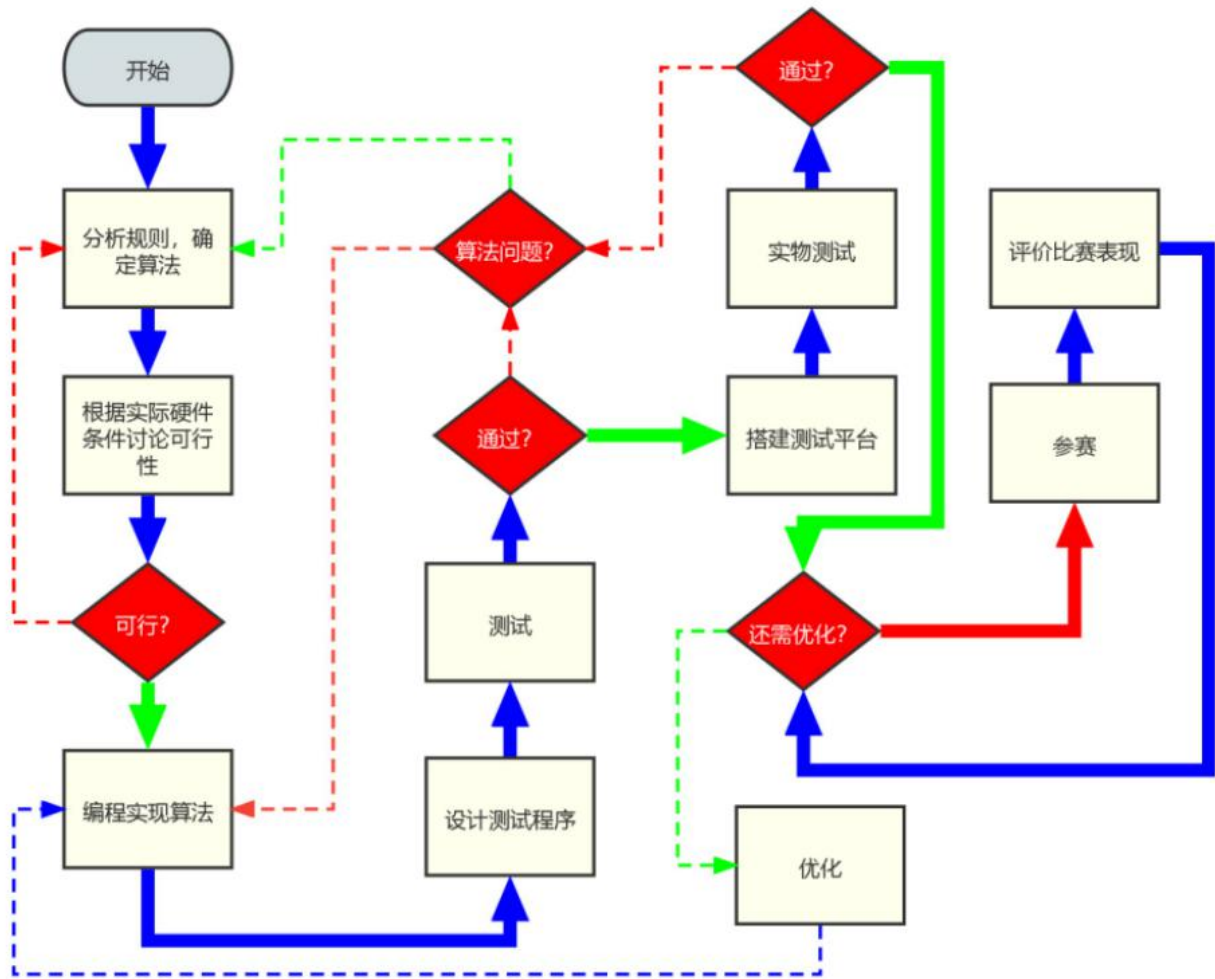 开始
分析规则，确
定算法
根据实际硬件
条件讨论可行
性
可行?
编程实现算法
算法问题?
通过?
测试
设计测试程序
通过?
实物测试
搭建测试平台
还需优化?
优化
评价比赛表现
参赛